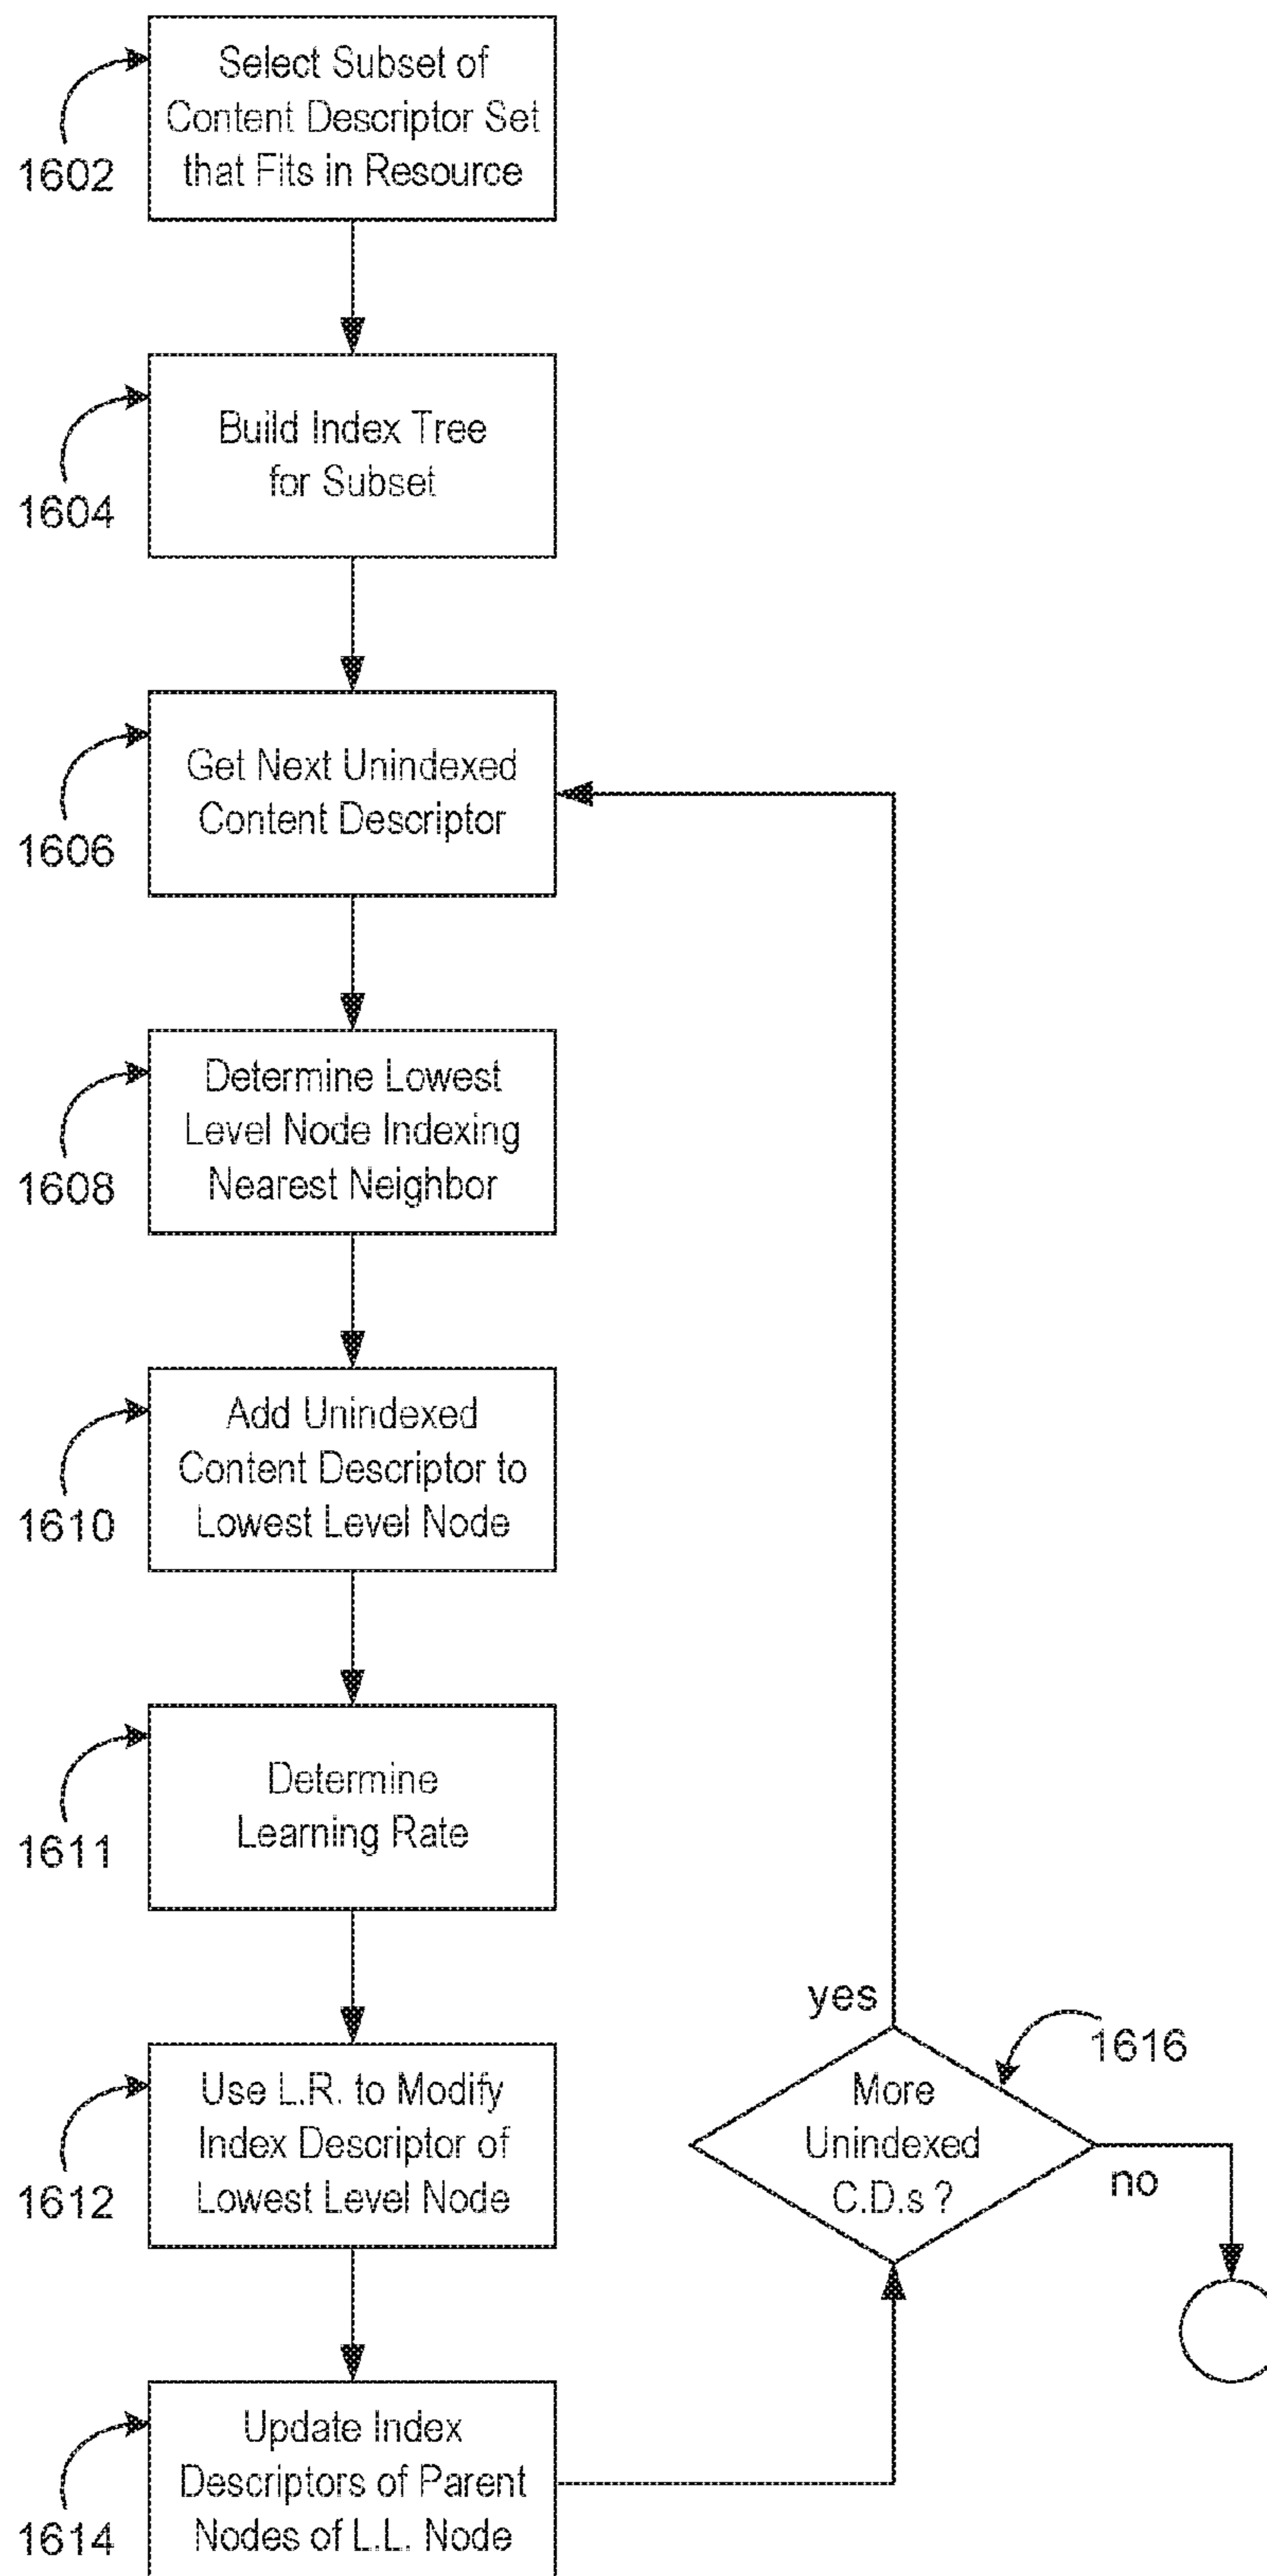 Select Subset of
Content Descriptor Set
that Fits in Resource
1602
Build Index Tree
for Subset
1604
Get Next Unindexed
Content Descriptor
1606
Determine Lowest
Level Node Indexing
Nearest Neighbor
1608
Add Unindexed
Content Descriptor to
Lowest Level Node
1610
Determine
Learning Rate
1611
Use L.R. to Modify
Index Descriptor of
Lowest Level Node
1612
Update Index
Descriptors of Parent
Nodes of L.L. Node
1614
yes
1616
More
Unindexed
C.D.s ?
no